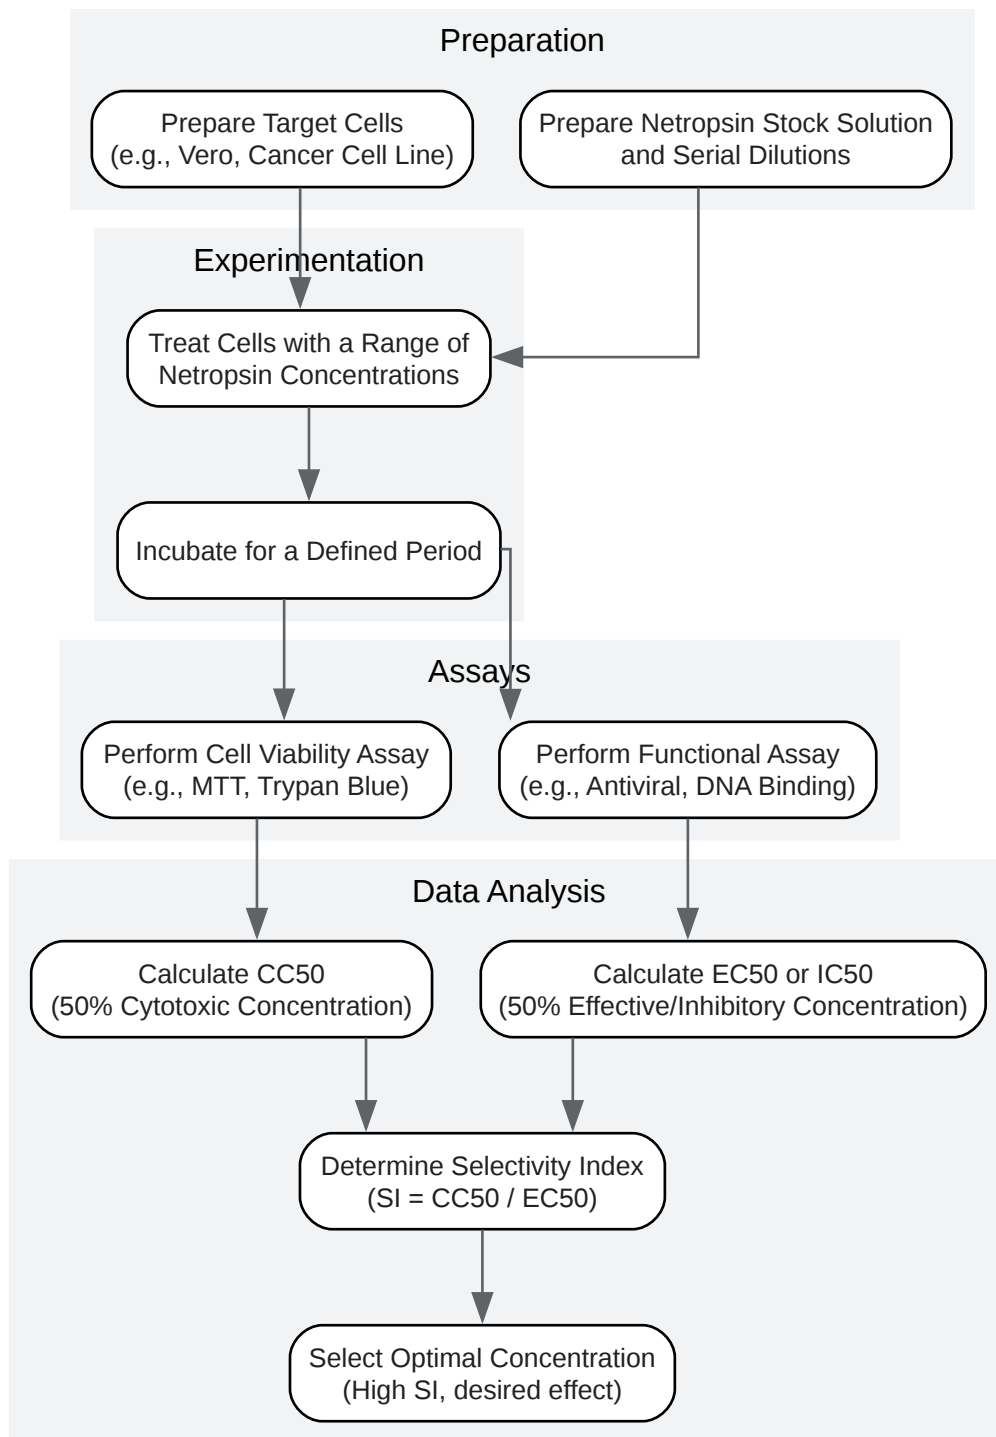 Preparation
Prepare Target Cells
(e.g., Vero, Cancer Cell Line)
Prepare Netropsin Stock Solution
and Serial Dilutions
Experimentation
Treat Cells with a Range of
Netropsin Concentrations
Incubate for a Defined Period
Assays
Perform Cell Viability Assay
(e.g., MTT, Trypan Blue)
Perform Functional Assay
(e.g., Antiviral, DNA Binding)
Data Analysis
Calculate CC50
(50% Cytotoxic Concentration)
Calculate EC50 or IC50
(50% Effective/Inhibitory Concentration)
Determine Selectivity Index
(SI = CC50 / EC50)
Select Optimal Concentration
(High SI, desired effect)